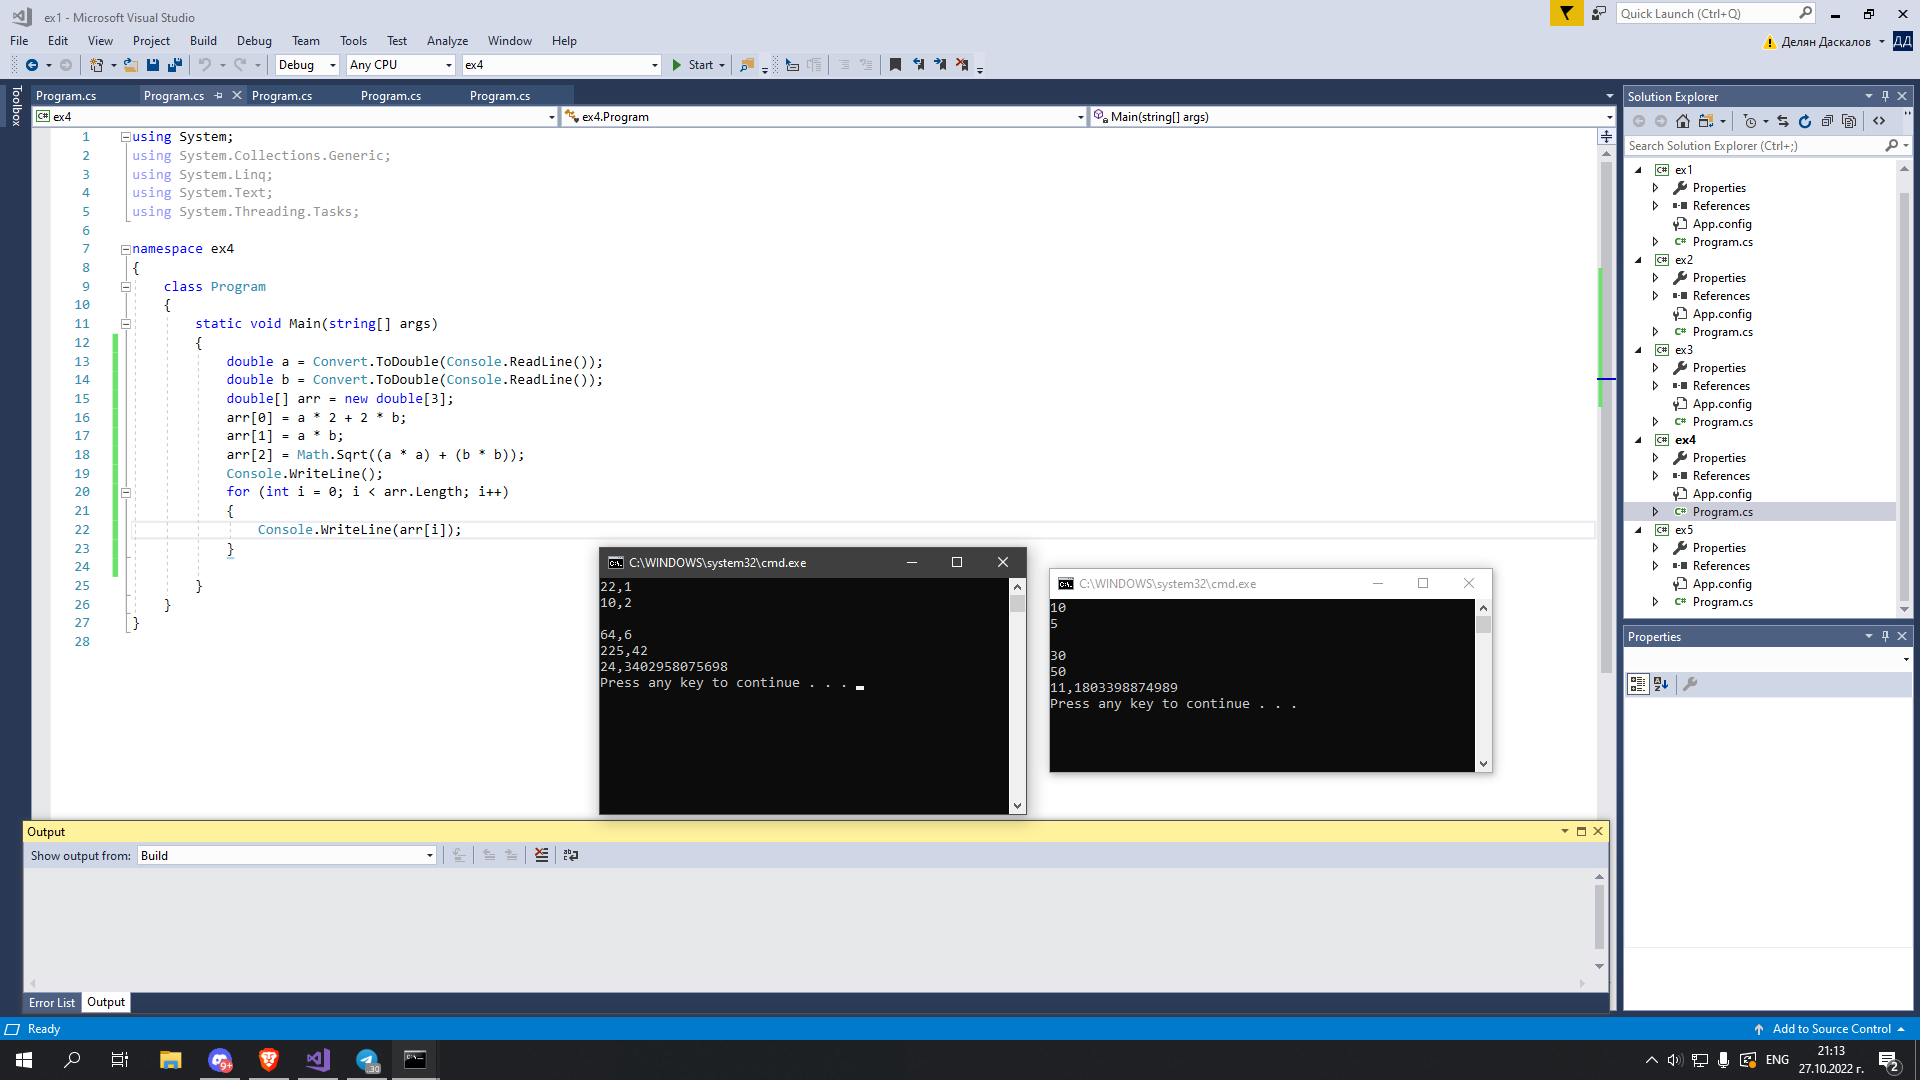 ex1 - Microsoft Visual Studio
Quick Launch (Ctrl+Q)
File Edit View Project Build Debug Team Tools Test Analyze Window Help
Делян Даскалов ДД
Debug Any CPU ex4 Start
Toolbox
Program.cs Program.cs Program.cs Program.cs Program.cs
ex4 ex4.Program Main(string[] args)
1 using System;
2 using System.Collections.Generic;
3 using System.Linq;
4 using System.Text;
5 using System.Threading.Tasks;
6
7 namespace ex4
8 {
9 class Program
10 {
11 static void Main(string[] args)
12 {
13 double a = Convert.ToDouble(Console.ReadLine());
14 double b = Convert.ToDouble(Console.ReadLine());
15 double[] arr = new double[3];
16 arr[0] = a * 2 + 2 * b;
17 arr[1] = a * b;
18 arr[2] = Math.Sqrt((a * a) + (b * b));
19 Console.WriteLine();
20 for (int i = 0; i < arr.Length; i++)
21 {
22 Console.WriteLine(arr[i]);
23 }
24
25 }
26 }
27 }
28
C:\WINDOWS\system32\cmd.exe
22,1
10,2
64,6
225,42
24,3402958075698
Press any key to continue . . .
C:\WINDOWS\system32\cmd.exe
10
5
30
50
11,1803398874989
Press any key to continue . . .
Solution Explorer
Search Solution Explorer (Ctrl+;)
C# ex1
Properties
References
App.config
C# Program.cs
C# ex2
Properties
References
App.config
C# Program.cs
C# ex3
Properties
References
App.config
C# Program.cs
C# ex4
Properties
References
App.config
C# Program.cs
C# ex5
Properties
References
App.config
C# Program.cs
Properties
Output
Show output from: Build
Error List Output
Ready
Add to Source Control
9+
30
ENG
21:13
27.10.2022 г.
2